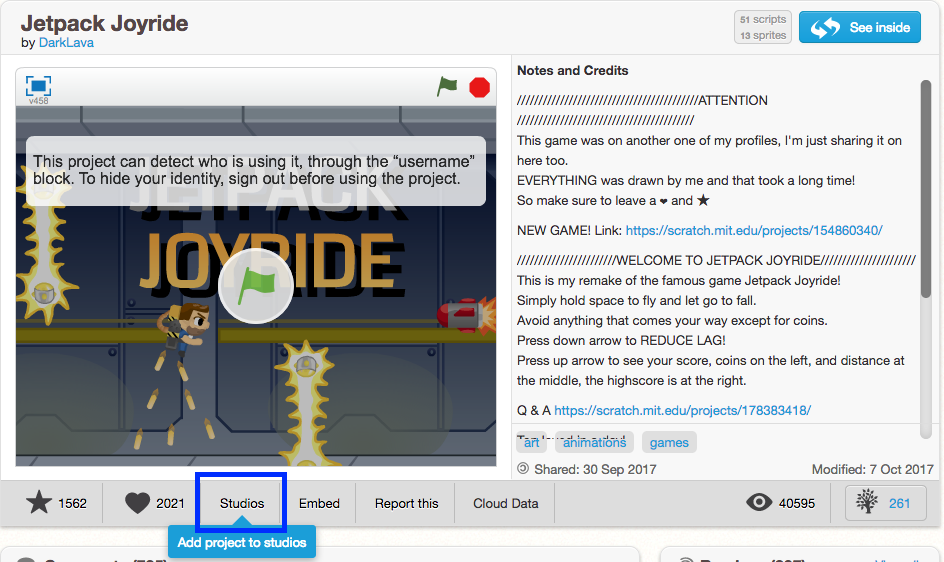 Jetpack Joyride
by DarkLava
51 scripts
13 sprites
See inside
v458
This project can detect who is using it, through the “username”
block. To hide your identity, sign out before using the project.
JETPACK
JOYRIDE
Notes and Credits
//////////////////////////////////////////ATTENTION
/////////////////////////////////////////
This game was on another one of my profiles, I'm just sharing it on
here too.
EVERYTHING was drawn by me and that took a long time!
So make sure to leave a ❤ and ★
NEW GAME! Link: https://scratch.mit.edu/projects/154860340/
///////////////////////WELCOME TO JETPACK JOYRIDE//////////////////////
This is my remake of the famous game Jetpack Joyride!
Simply hold space to fly and let go to fall.
Avoid anything that comes your way except for coins.
Press down arrow to REDUCE LAG!
Press up arrow to see your score, coins on the left, and distance at
the middle, the highscore is at the right.
Q & A https://scratch.mit.edu/projects/178383418/
art animations games
Shared: 30 Sep 2017 Modified: 7 Oct 2017
1562 2021 Studios Embed Report this Cloud Data 40595 261
Add project to studios